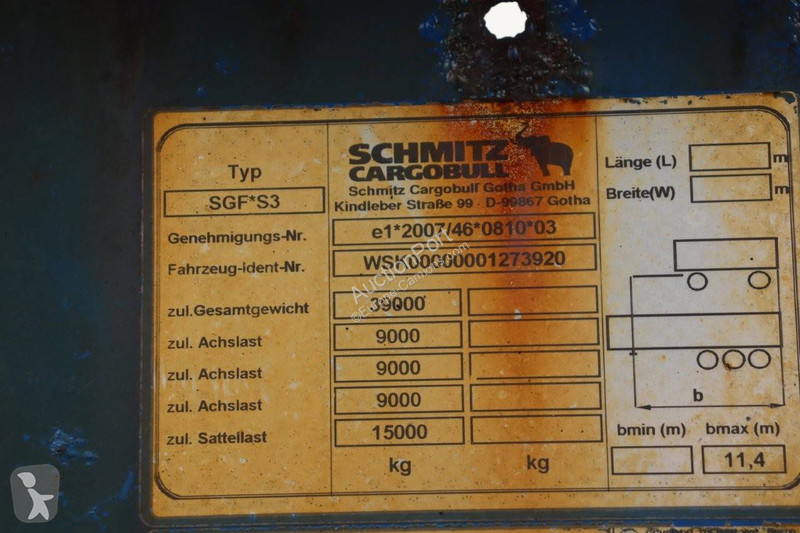 Typ
SGF*S3
SCHMITZ
CARGOBULL
Schmitz Cargobull Gotha GmbH
Kindleber Straße 99 · D-99867 Gotha
Länge (L) m
Breite(W) m
Genehmigungs-Nr. e1*2007/46*0810*03
Fahrzeug-ident-Nr. WSK00000001273920
zul.Gesamtgewicht 39000
zul. Achslast 9000
zul. Achslast 9000
zul. Achslast 9000
zul. Sattellast 15000
kg kg
b
bmin (m) bmax (m)
11,4
AuctionPort